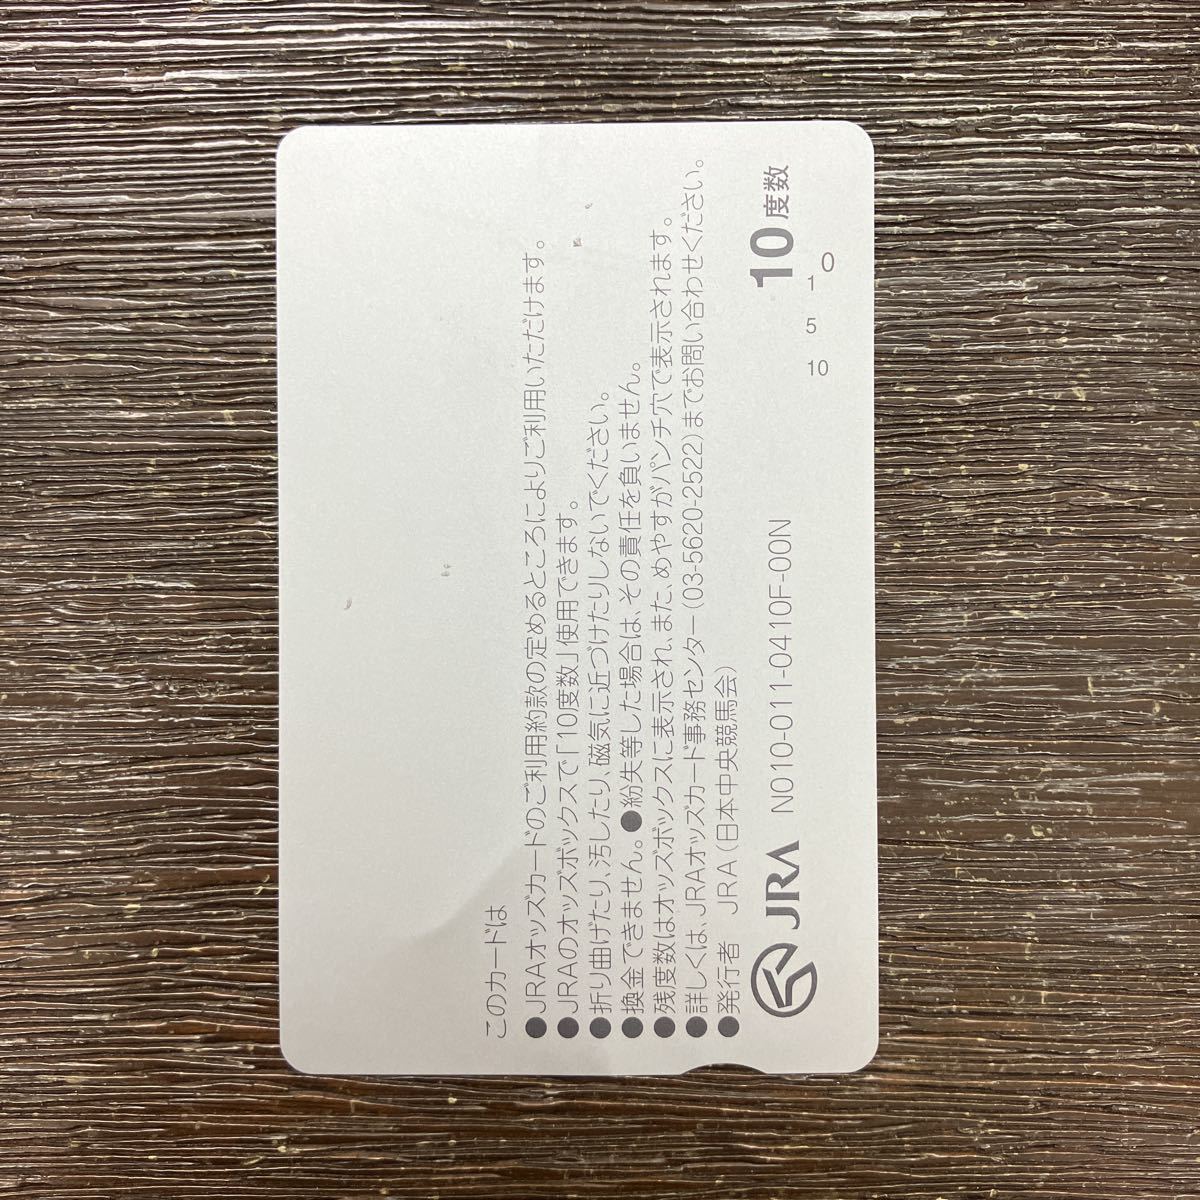 このカードは
●JRAオッズカードのご利用約款の定めるところによりご利用いただけます。
●JRAのオッズボックスで「10度数」使用できます。
●折り曲げたり、汚したり、磁気に近づけたりしないでください。
●換金できません。●紛失等した場合は、その責任を負いません。
●残度数はオッズボックスに表示され、また、めやすがパンチ穴で表示されます。
●詳しくは、JRAオッズカード事務センター(03-5620-2522)までお問い合わせください。
●発行者 JRA(日本中央競馬会)
JRA N010-011-0410F-00N
10度数
10 5 1 0